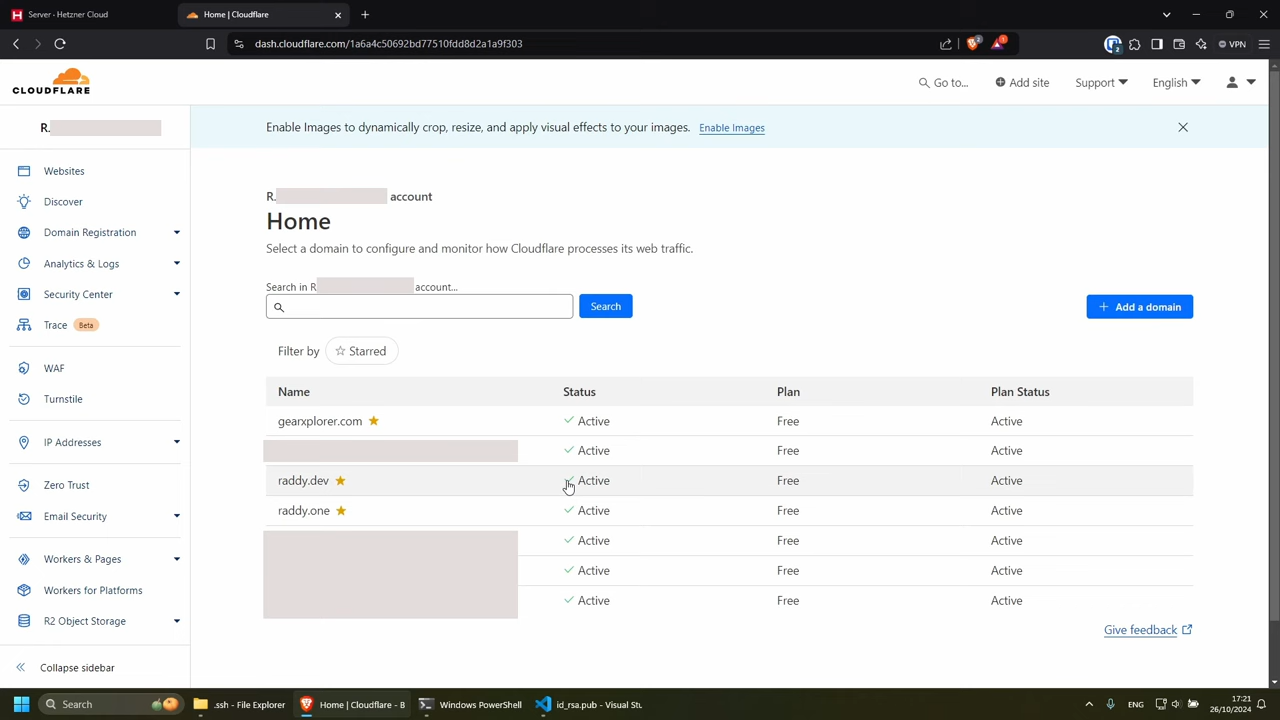 Server · Hetzner Cloud
Home | Cloudflare
dash.cloudflare.com/1a6a4c50692bd77510fdd8d2a1a9f303
2
1
2
VPN
CLOUDFLARE
Go to...
Add site
Support
English
R.
Enable Images to dynamically crop, resize, and apply visual effects to your images. Enable Images
Websites
Discover
Domain Registration
Analytics & Logs
Security Center
Trace Beta
WAF
Turnstile
IP Addresses
Zero Trust
Email Security
Workers & Pages
Workers for Platforms
R2 Object Storage
Collapse sidebar
R. account
Home
Select a domain to configure and monitor how Cloudflare processes its web traffic.
Search in R account...
Search
Add a domain
Filter by Starred
Name Status Plan Plan Status
gearxplorer.com Active Free Active
Active Free Active
raddy.dev Active Free Active
raddy.one Active Free Active
Active Free Active
Active Free Active
Active Free Active
Give feedback
Search
.ssh - File Explorer
Home | Cloudflare - B
Windows PowerShell
id_rsa.pub - Visual Stu
ENG
17:21
26/10/2024